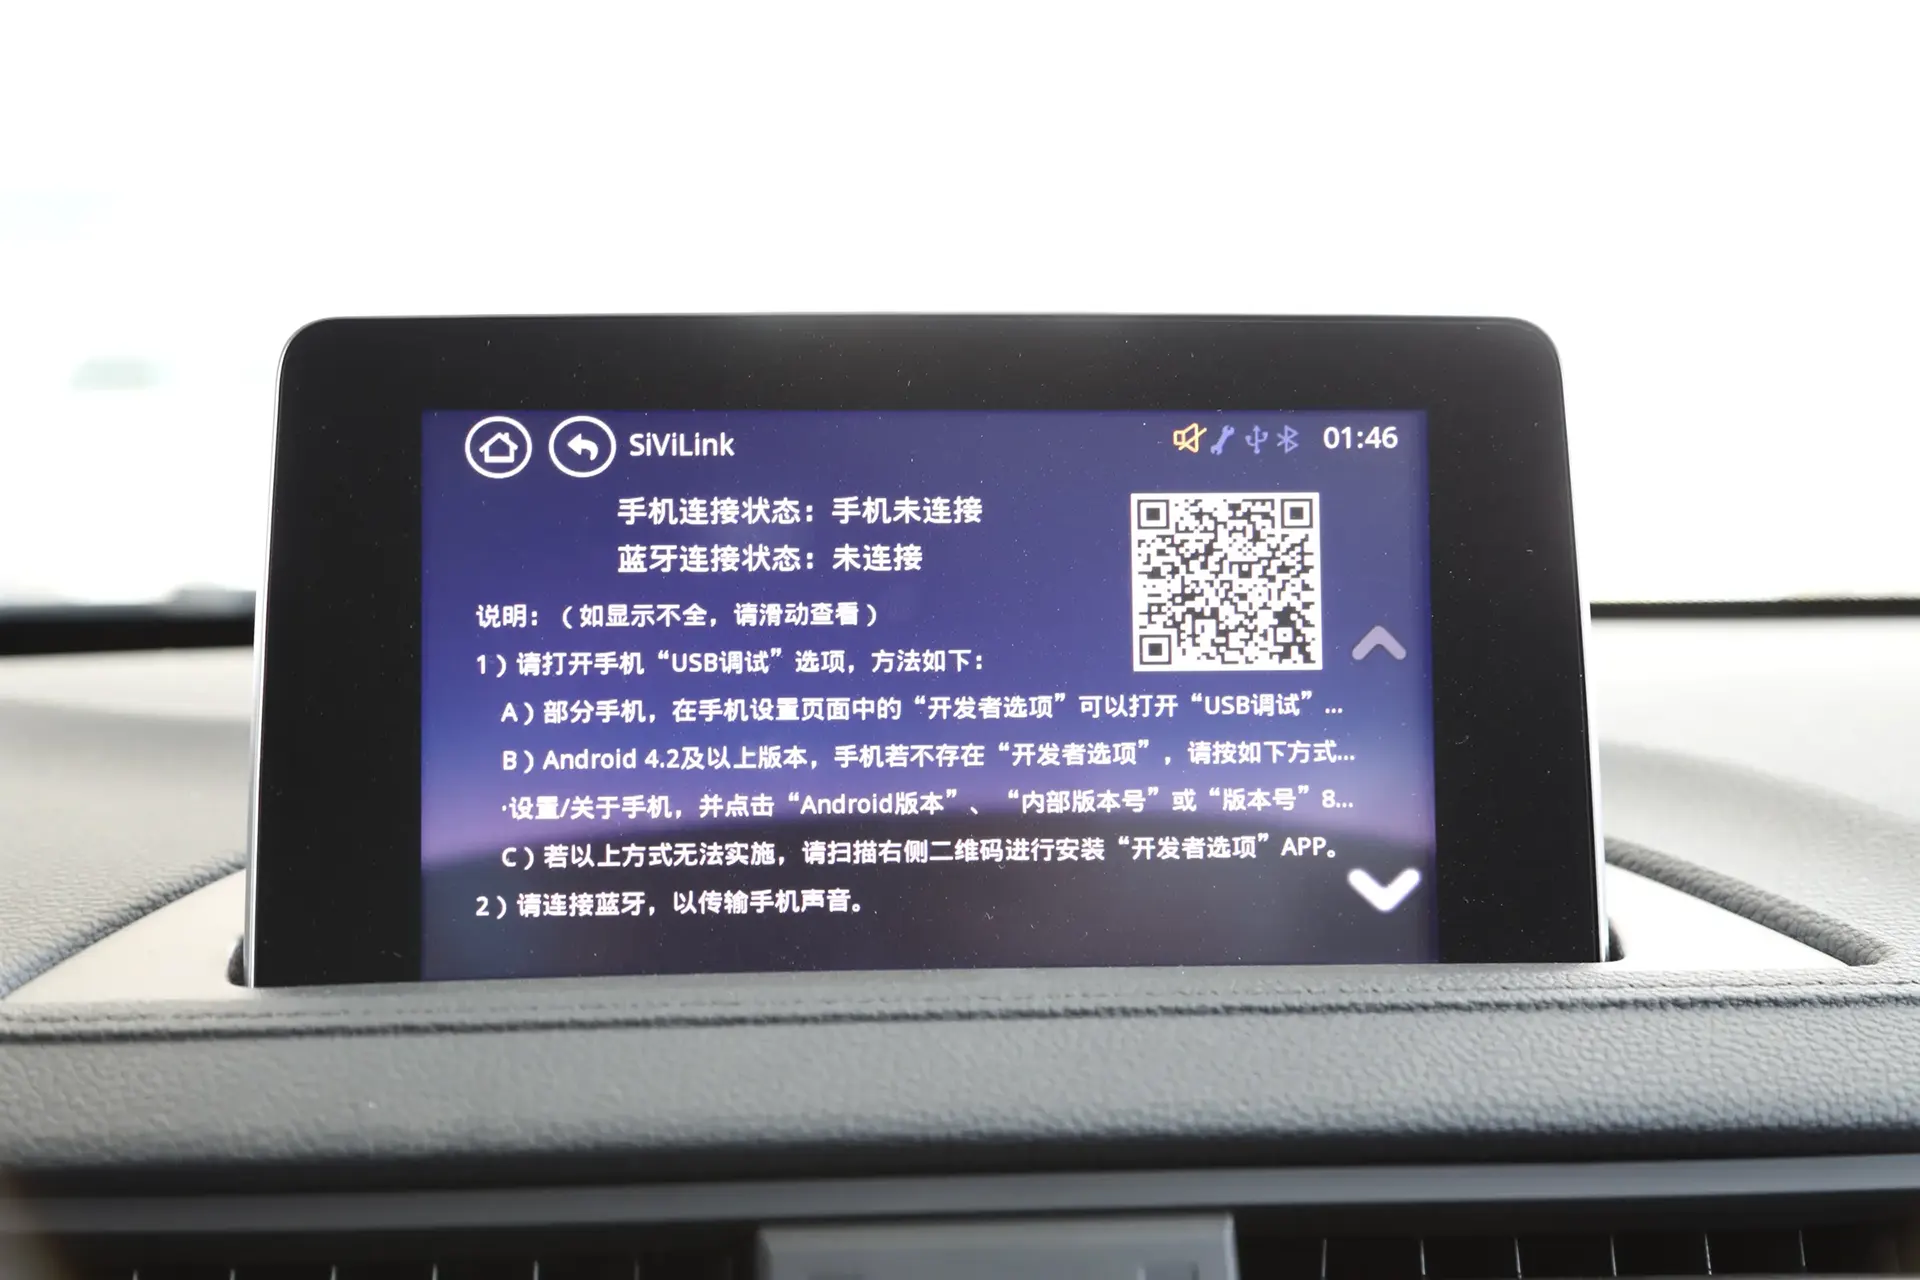 SiViLink 01:46
手机连接状态：手机未连接
蓝牙连接状态：未连接
说明：（如显示不全，请滑动查看）
1）请打开手机“USB调试”选项，方法如下：
A）部分手机，在手机设置页面中的“开发者选项”可以打开“USB调试”...
B）Android 4.2及以上版本，手机若不存在“开发者选项”，请按如下方式...
·设置/关于手机，并点击“Android版本”、“内部版本号”或“版本号”8...
C）若以上方式无法实施，请扫描右侧二维码进行安装“开发者选项”APP。
2）请连接蓝牙，以传输手机声音。